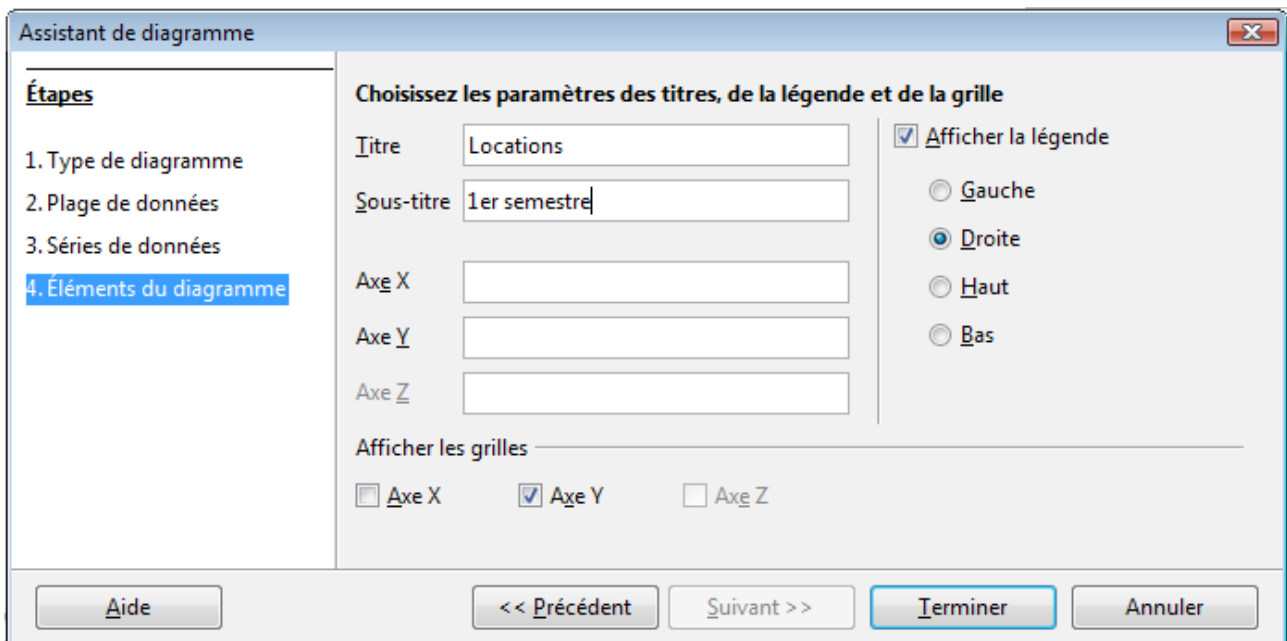 Assistant de diagramme
Étapes
1. Type de diagramme
2. Plage de données
3. Séries de données
4. Éléments du diagramme
Choisissez les paramètres des titres, de la légende et de la grille
Titre Locations
Sous-titre 1er semestre
Axe X
Axe Y
Axe Z
Afficher la légende
Gauche
Droite
Haut
Bas
Afficher les grilles
Axe X Axe Y Axe Z
Aide << Précédent Suivant >> Terminer Annuler